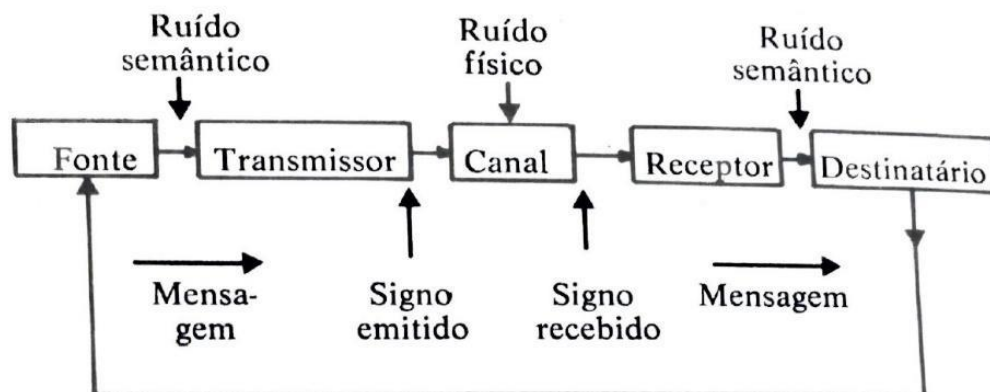 Ruído
semântico
Ruído
físico
Ruído
semântico
Fonte
Transmissor
Canal
Receptor
Destinatário
Mensa-
gem
Signo
emitido
Signo
recebido
Mensagem